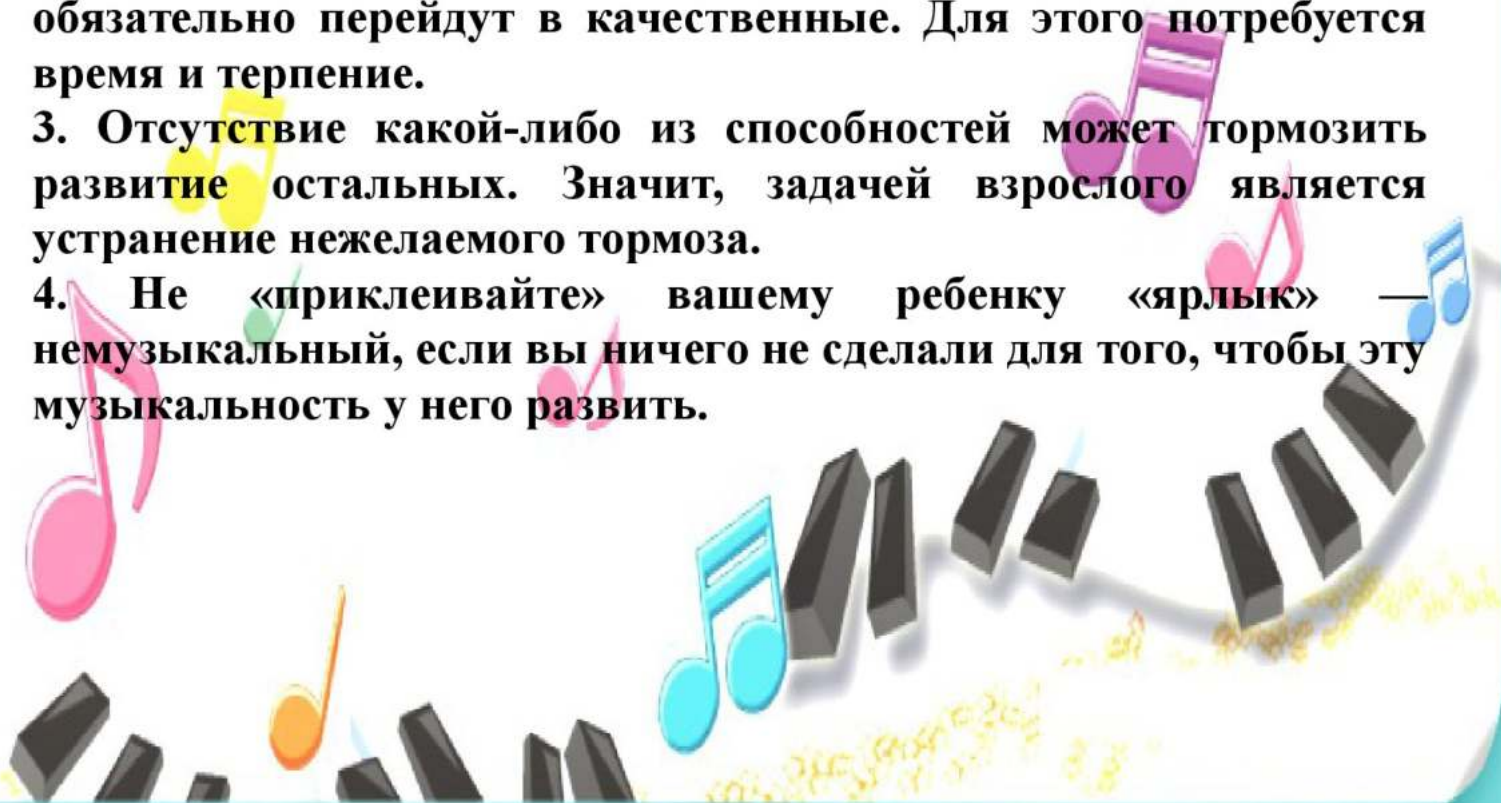 обязательно перейдут в качественные. Для этого потребуется
время и терпение.
3. Отсутствие какой-либо из способностей может тормозить
развитие остальных. Значит, задачей взрослого является
устранение нежелаемого тормоза.
4. Не «приклеивайте» вашему ребенку «ярлык» —
немузыкальный, если вы ничего не сделали для того, чтобы эту
музыкальность у него развить.